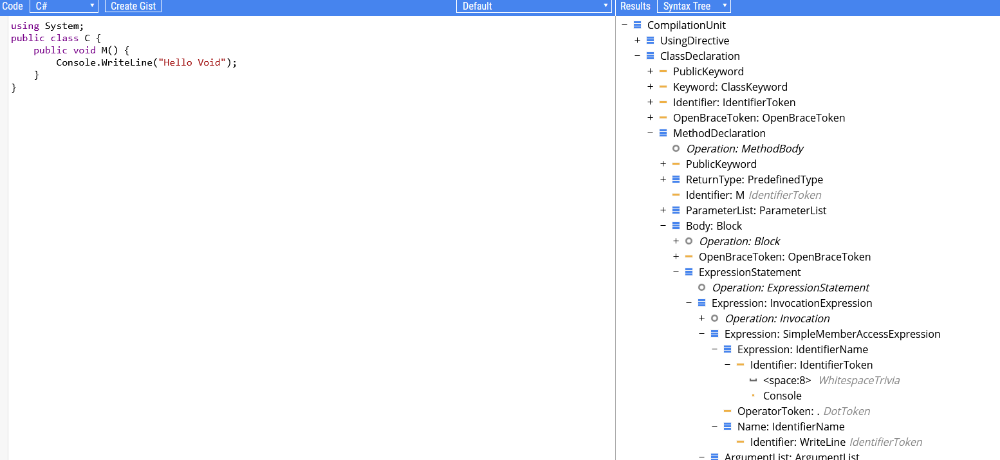 Code C# Create Gist Default Results Syntax Tree
using System;
public class C {
    public void M() {
        Console.WriteLine("Hello Void");
    }
}
− CompilationUnit
+ UsingDirective
− ClassDeclaration
+ PublicKeyword
+ Keyword: ClassKeyword
+ Identifier: IdentifierToken
+ OpenBraceToken: OpenBraceToken
− MethodDeclaration
Operation: MethodBody
+ PublicKeyword
+ ReturnType: PredefinedType
Identifier: M IdentifierToken
+ ParameterList: ParameterList
− Body: Block
+ Operation: Block
+ OpenBraceToken: OpenBraceToken
− ExpressionStatement
Operation: ExpressionStatement
− Expression: InvocationExpression
+ Operation: Invocation
− Expression: SimpleMemberAccessExpression
− Expression: IdentifierName
− Identifier: IdentifierToken
<space:8> WhitespaceTrivia
Console
OperatorToken: . DotToken
− Name: IdentifierName
Identifier: WriteLine IdentifierToken
− ArgumentList: ArgumentList